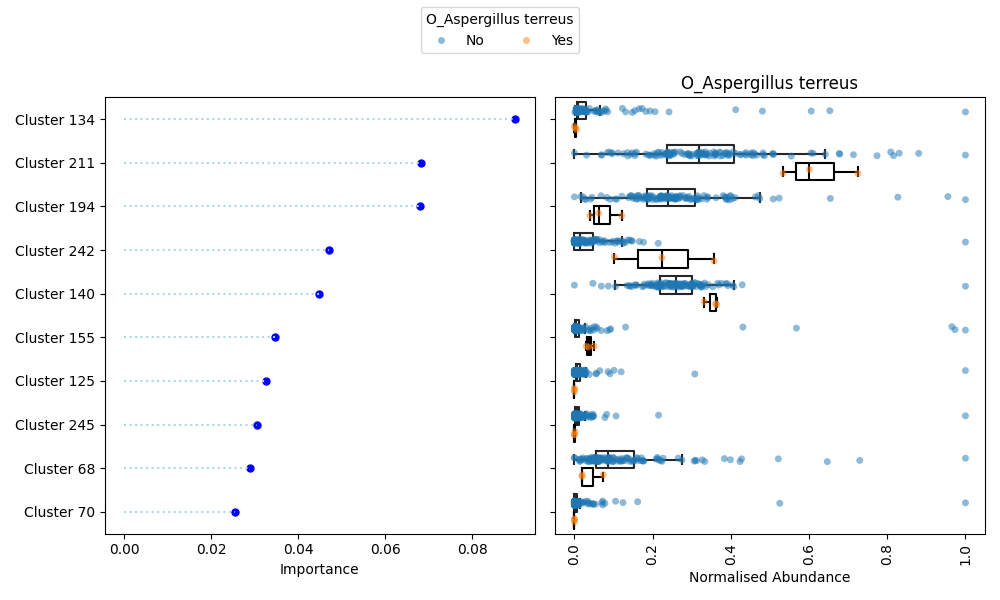 O_Aspergillus terreus
No Yes
O_Aspergillus terreus
Cluster 134
Cluster 211
Cluster 194
Cluster 242
Cluster 140
Cluster 155
Cluster 125
Cluster 245
Cluster 68
Cluster 70
0.00 0.02 0.04 0.06 0.08
Importance
0.0 0.2 0.4 0.6 0.8 1.0
Normalised Abundance